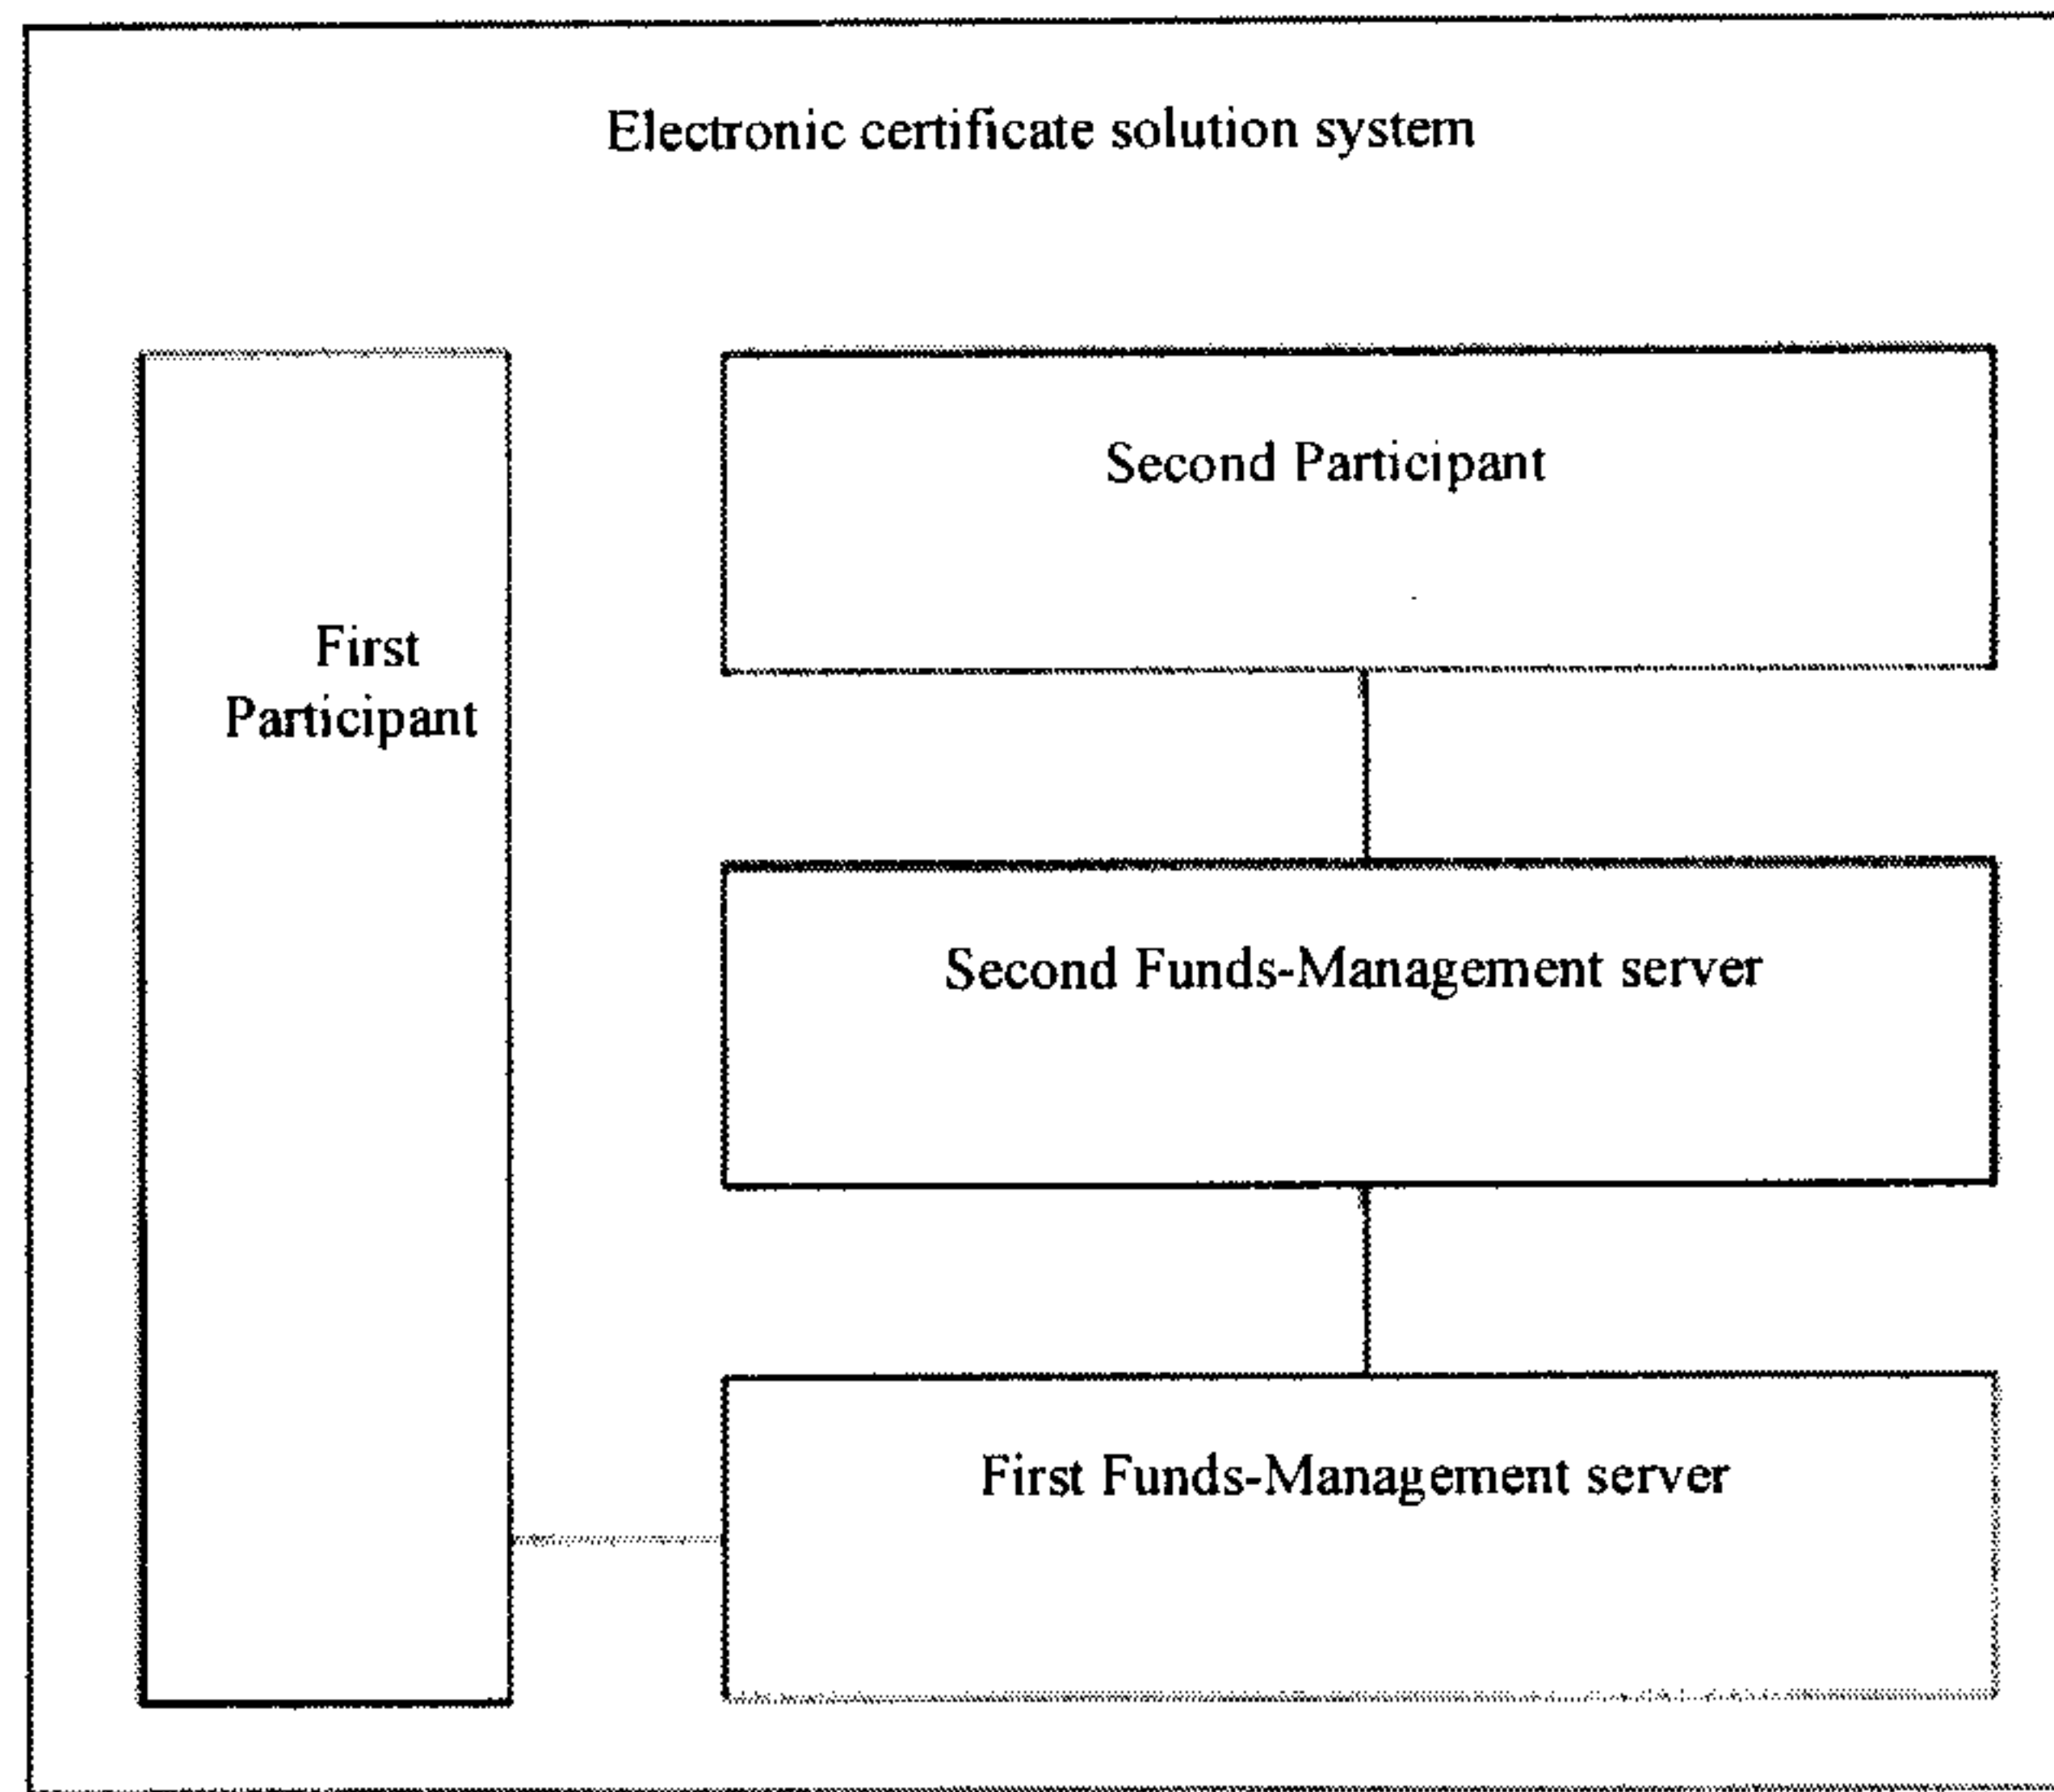 Electronic certificate solution system
Second Participant
First
Participant
Second Funds-Management server
First Funds-Management server